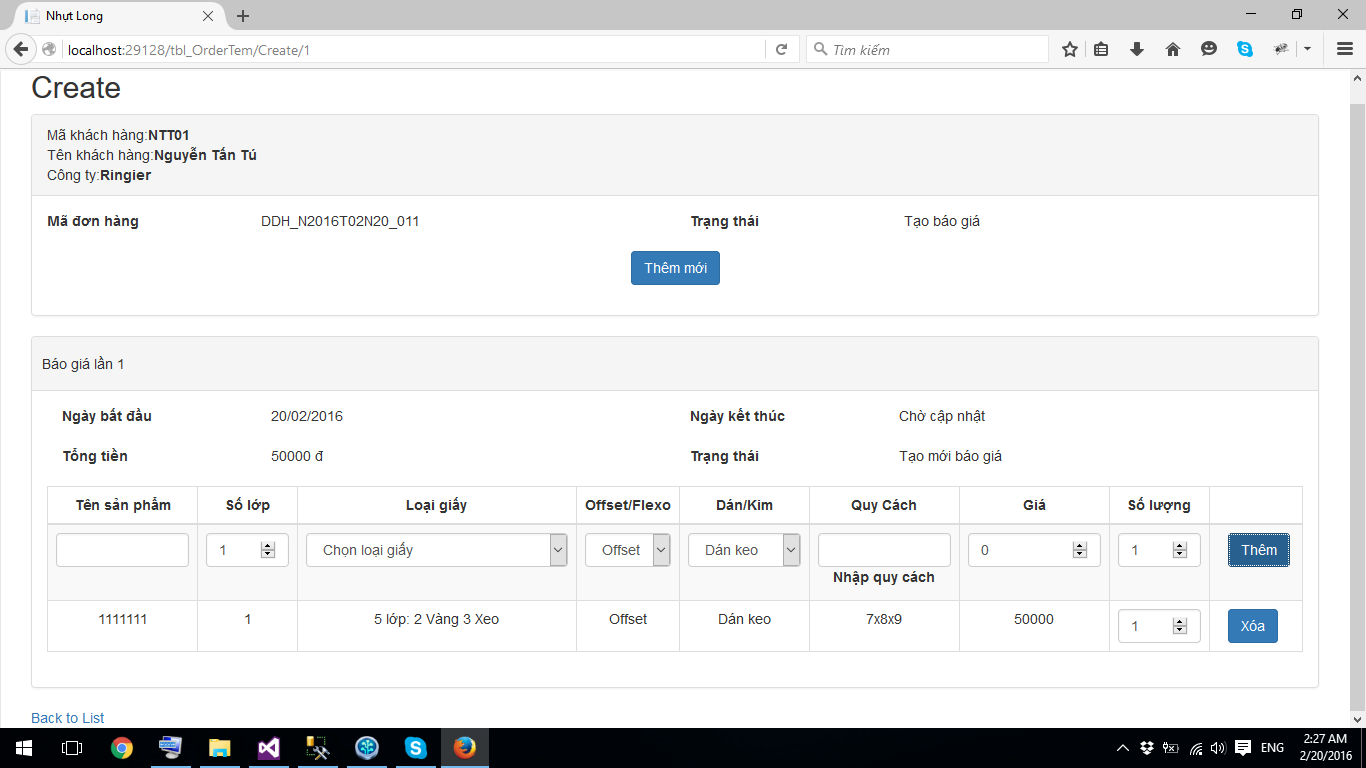 Nhựt Long
localhost:29128/tbl_OrderTem/Create/1
Tìm kiếm
Create
Mã khách hàng:NTT01
Tên khách hàng:Nguyễn Tấn Tú
Công ty:Ringier
Mã đơn hàng DDH_N2016T02N20_011 Trạng thái Tạo báo giá
Thêm mới
Báo giá lần 1
Ngày bắt đầu 20/02/2016 Ngày kết thúc Chờ cập nhật
Tổng tiền 50000 đ Trạng thái Tạo mới báo giá
Tên sản phẩm Số lớp Loại giấy Offset/Flexo Dán/Kim Quy Cách Giá Số lượng
1 Chọn loại giấy Offset Dán keo 0 1 Thêm
Nhập quy cách
1111111 1 5 lớp: 2 Vàng 3 Xeo Offset Dán keo 7x8x9 50000 1 Xóa
Back to List
ENG
2:27 AM
2/20/2016